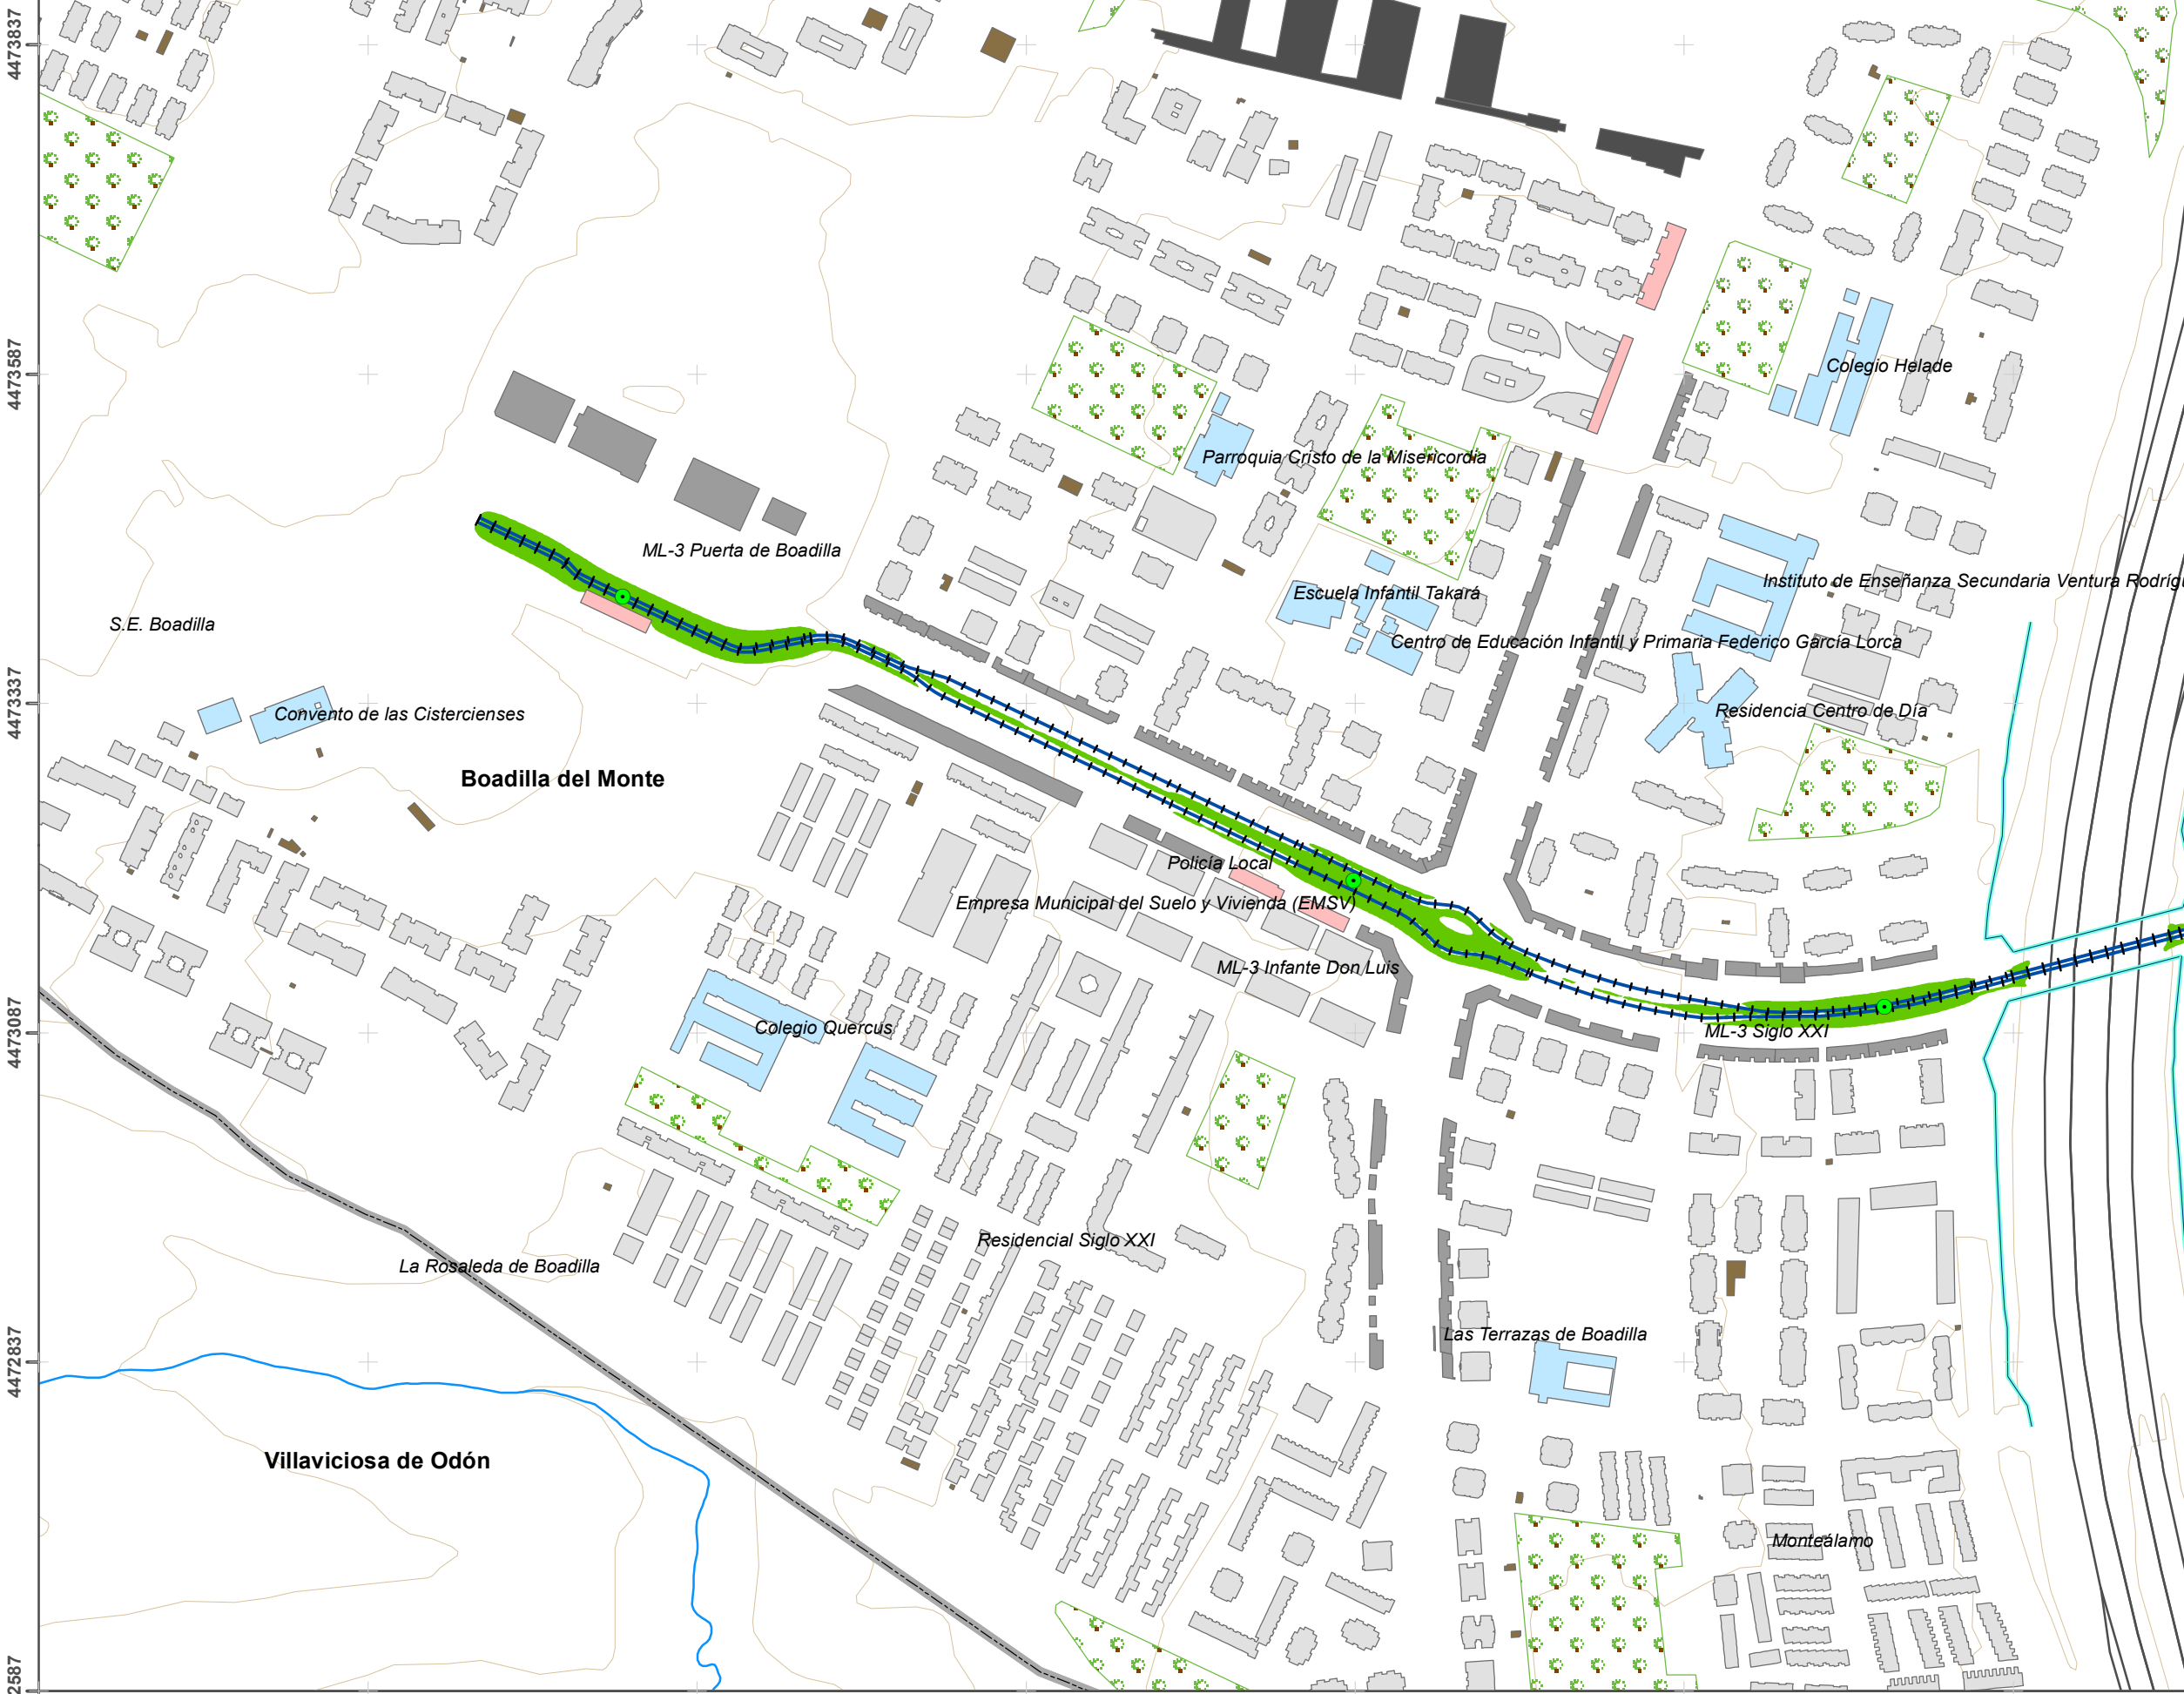 4473837
4473587
Colegio Helade
Parroquia Cristo de la Misericordia
ML-3 Puerta de Boadilla
Instituto de Enseñanza Secundaria Ventura Rodrígu
Escuela Infantil Takará
S.E. Boadilla
Centro de Educación Infantil y Primaria Federico García Lorca
4473337
Convento de las Cistercienses
Residencia Centro de Día
Boadilla del Monte
Policía Local
Empresa Municipal del Suelo y Vivienda (EMSV)
ML-3 Infante Don Luis
4473087
Colegio Quercus
ML-3 Siglo XXI
Residencial Siglo XXI
La Rosaleda de Boadilla
Las Terrazas de Boadilla
4472837
Villaviciosa de Odón
Monteálamo
2587